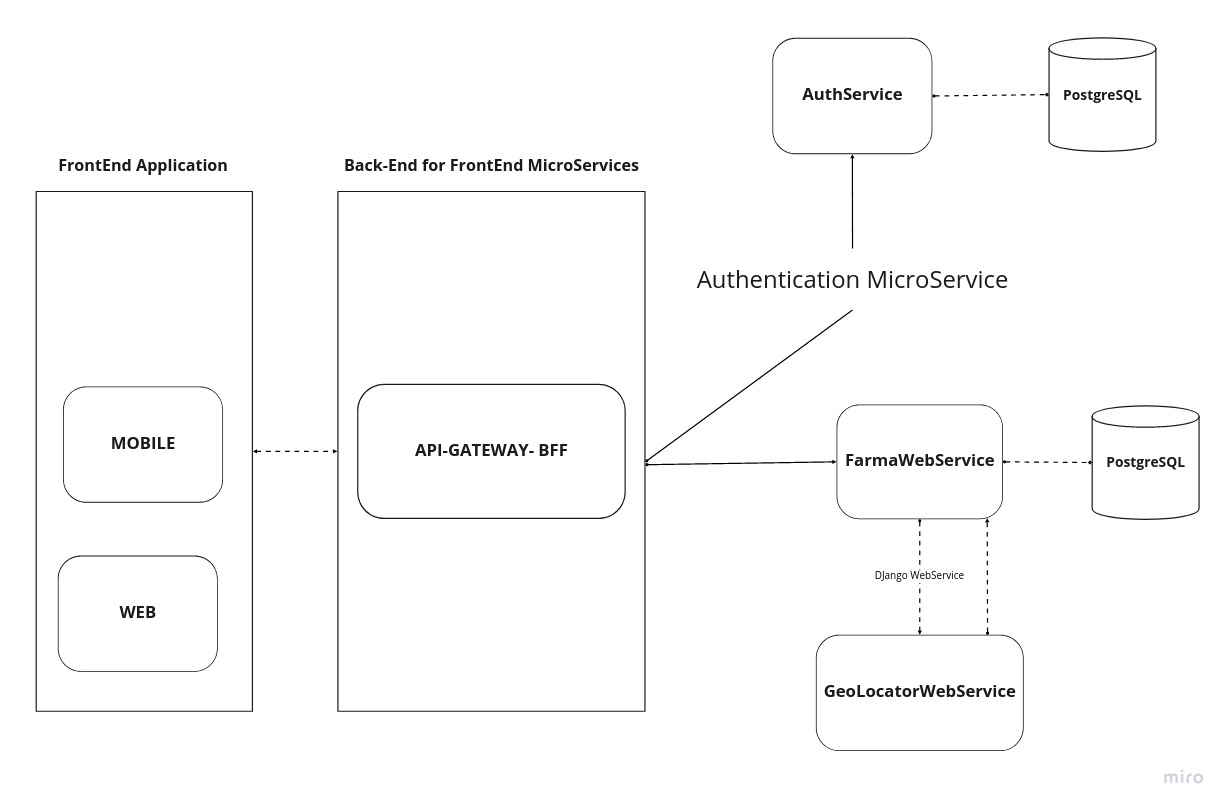 AuthService
PostgreSQL
FrontEnd Application
Back-End for FrontEnd MicroServices
Authentication MicroService
MOBILE
API-GATEWAY- BFF
FarmaWebService
PostgreSQL
DJango WebService
WEB
GeoLocatorWebService
miro